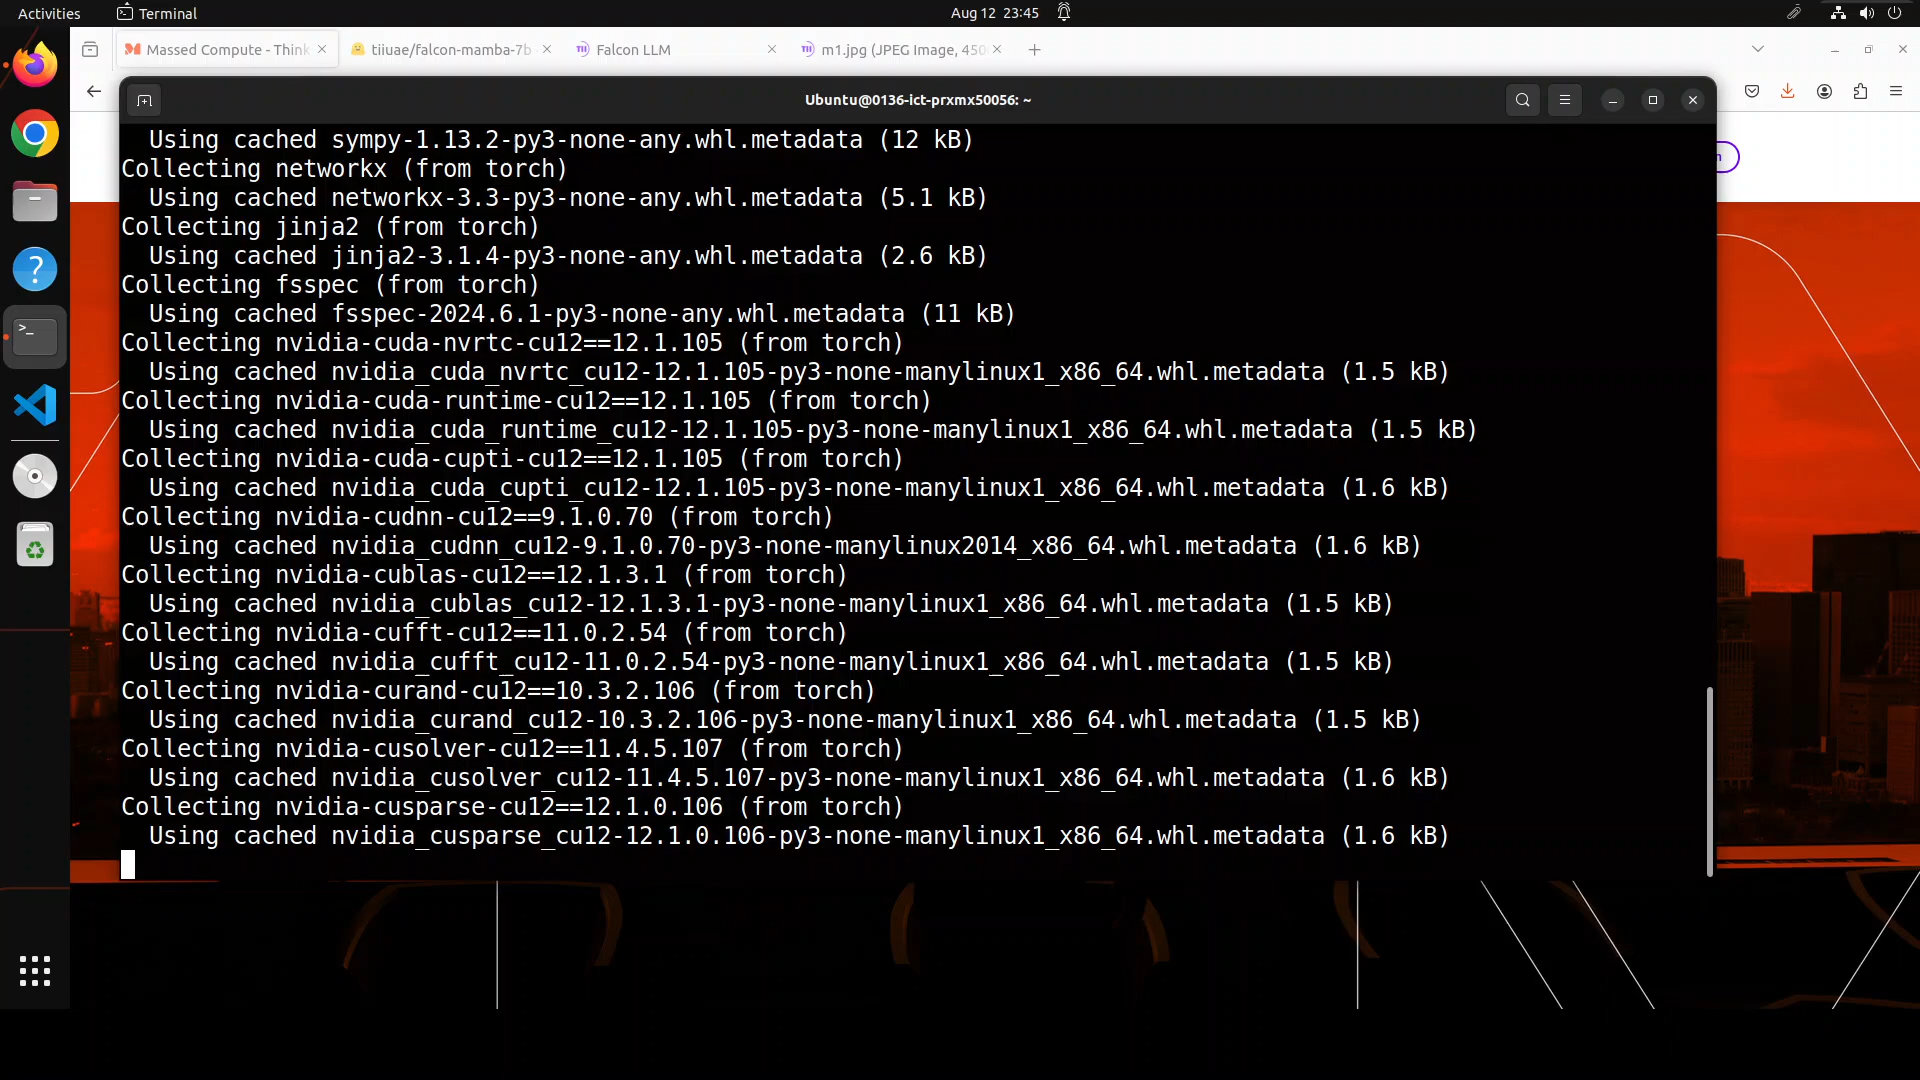 Activities
Terminal
Aug 12 23:45
Massed Compute - Think
tiiuae/falcon-mamba-7b
Falcon LLM
m1.jpg (JPEG Image, 450
Ubuntu@0136-ict-prxmx50056: ~
Using cached sympy-1.13.2-py3-none-any.whl.metadata (12 kB)
Collecting networkx (from torch)
Using cached networkx-3.3-py3-none-any.whl.metadata (5.1 kB)
Collecting jinja2 (from torch)
Using cached jinja2-3.1.4-py3-none-any.whl.metadata (2.6 kB)
Collecting fsspec (from torch)
Using cached fsspec-2024.6.1-py3-none-any.whl.metadata (11 kB)
Collecting nvidia-cuda-nvrtc-cu12==12.1.105 (from torch)
Using cached nvidia_cuda_nvrtc_cu12-12.1.105-py3-none-manylinux1_x86_64.whl.metadata (1.5 kB)
Collecting nvidia-cuda-runtime-cu12==12.1.105 (from torch)
Using cached nvidia_cuda_runtime_cu12-12.1.105-py3-none-manylinux1_x86_64.whl.metadata (1.5 kB)
Collecting nvidia-cuda-cupti-cu12==12.1.105 (from torch)
Using cached nvidia_cuda_cupti_cu12-12.1.105-py3-none-manylinux1_x86_64.whl.metadata (1.6 kB)
Collecting nvidia-cudnn-cu12==9.1.0.70 (from torch)
Using cached nvidia_cudnn_cu12-9.1.0.70-py3-none-manylinux2014_x86_64.whl.metadata (1.6 kB)
Collecting nvidia-cublas-cu12==12.1.3.1 (from torch)
Using cached nvidia_cublas_cu12-12.1.3.1-py3-none-manylinux1_x86_64.whl.metadata (1.5 kB)
Collecting nvidia-cufft-cu12==11.0.2.54 (from torch)
Using cached nvidia_cufft_cu12-11.0.2.54-py3-none-manylinux1_x86_64.whl.metadata (1.5 kB)
Collecting nvidia-curand-cu12==10.3.2.106 (from torch)
Using cached nvidia_curand_cu12-10.3.2.106-py3-none-manylinux1_x86_64.whl.metadata (1.5 kB)
Collecting nvidia-cusolver-cu12==11.4.5.107 (from torch)
Using cached nvidia_cusolver_cu12-11.4.5.107-py3-none-manylinux1_x86_64.whl.metadata (1.6 kB)
Collecting nvidia-cusparse-cu12==12.1.0.106 (from torch)
Using cached nvidia_cusparse_cu12-12.1.0.106-py3-none-manylinux1_x86_64.whl.metadata (1.6 kB)